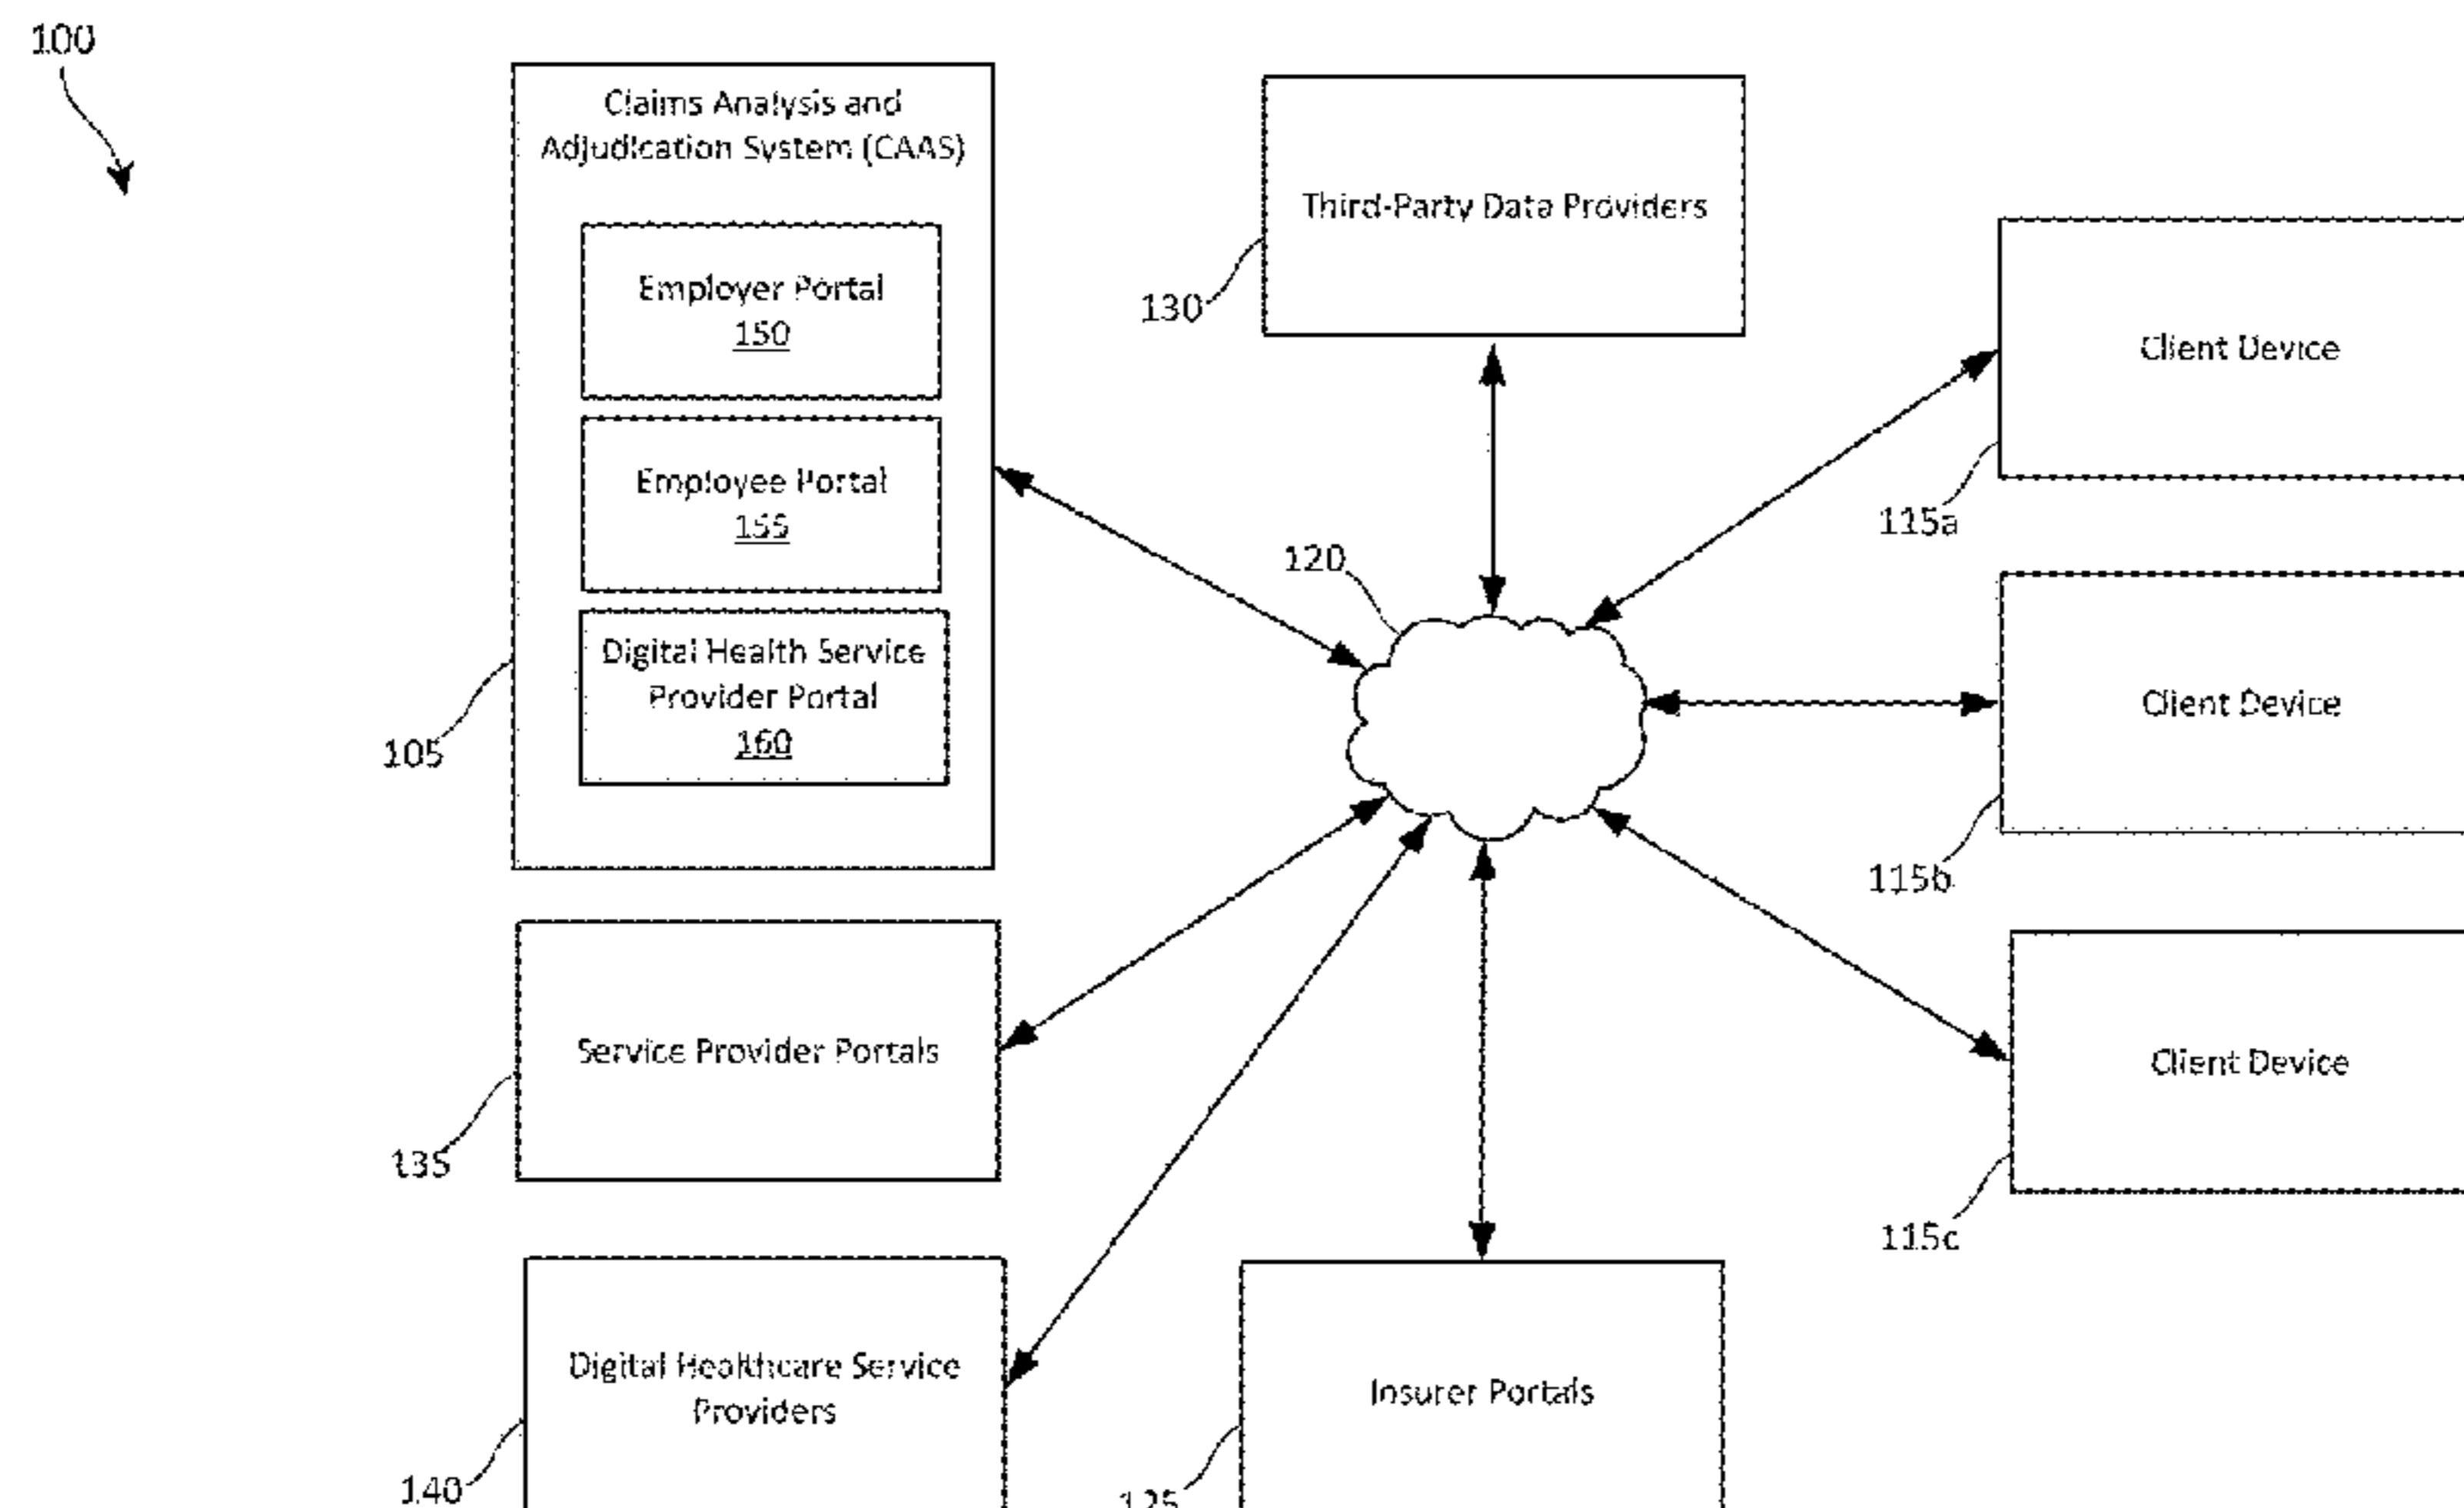 100
Claims Analysis and
Adjudication System (CAAS)
Employer Portal
150
Employee Portal
155
Digital Health Service
Provider Portal
160
105
Third-Party Data Providers
130
Client Device
115a
120
Client Device
115b
Service Provider Portals
135
Client Device
115c
Digital Healthcare Service
Providers
140
Insurer Portals
125